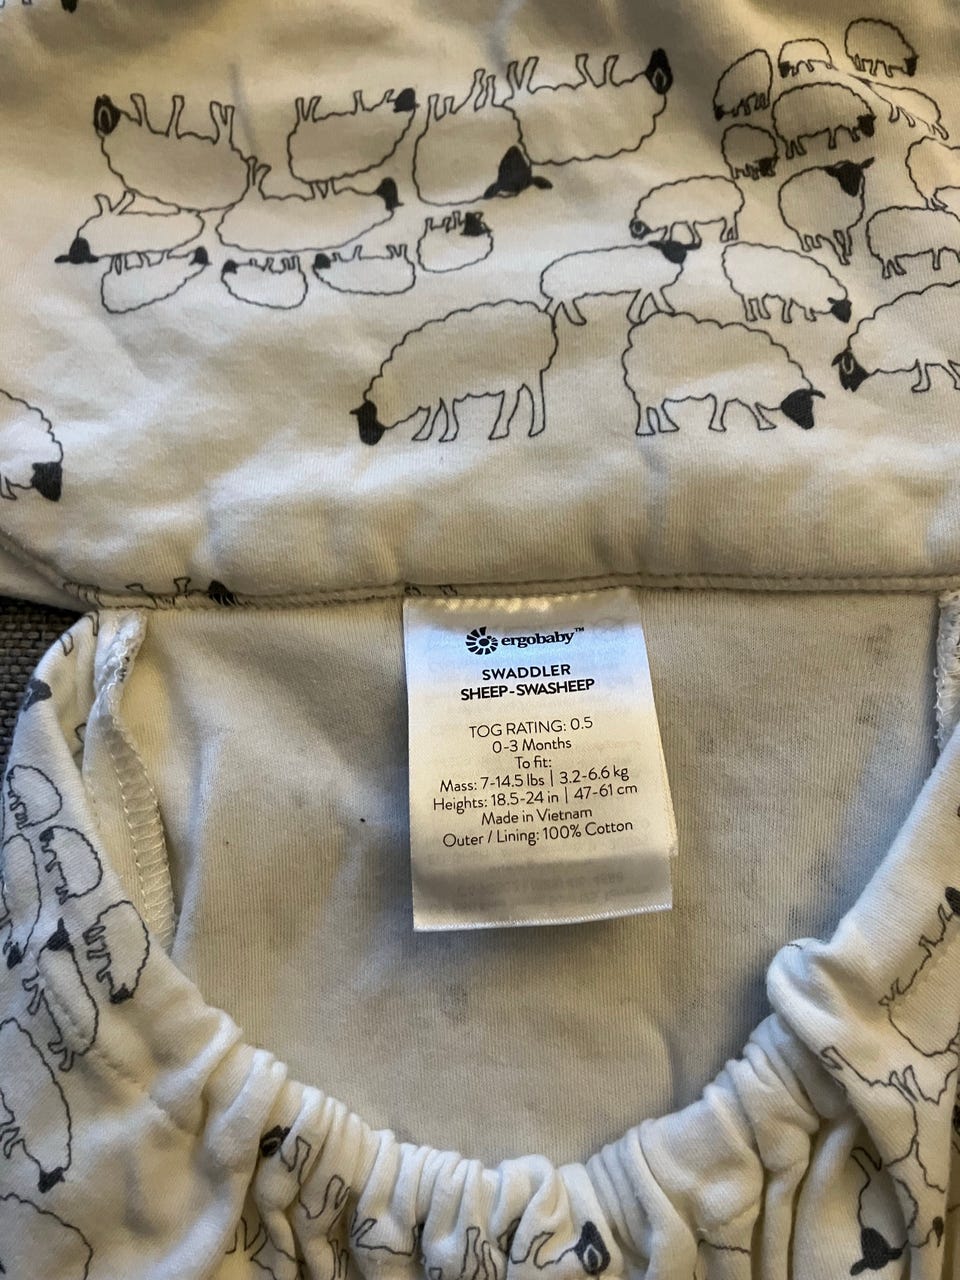 ergobaby™
SWADDLER
SHEEP-SWASHEEP
TOG RATING: 0.5
0-3 Months
To fit:
Mass: 7-14.5 lbs | 3.2-6.6 kg
Heights: 18.5-24 in | 47-61 cm
Made in Vietnam
Outer / Lining: 100% Cotton